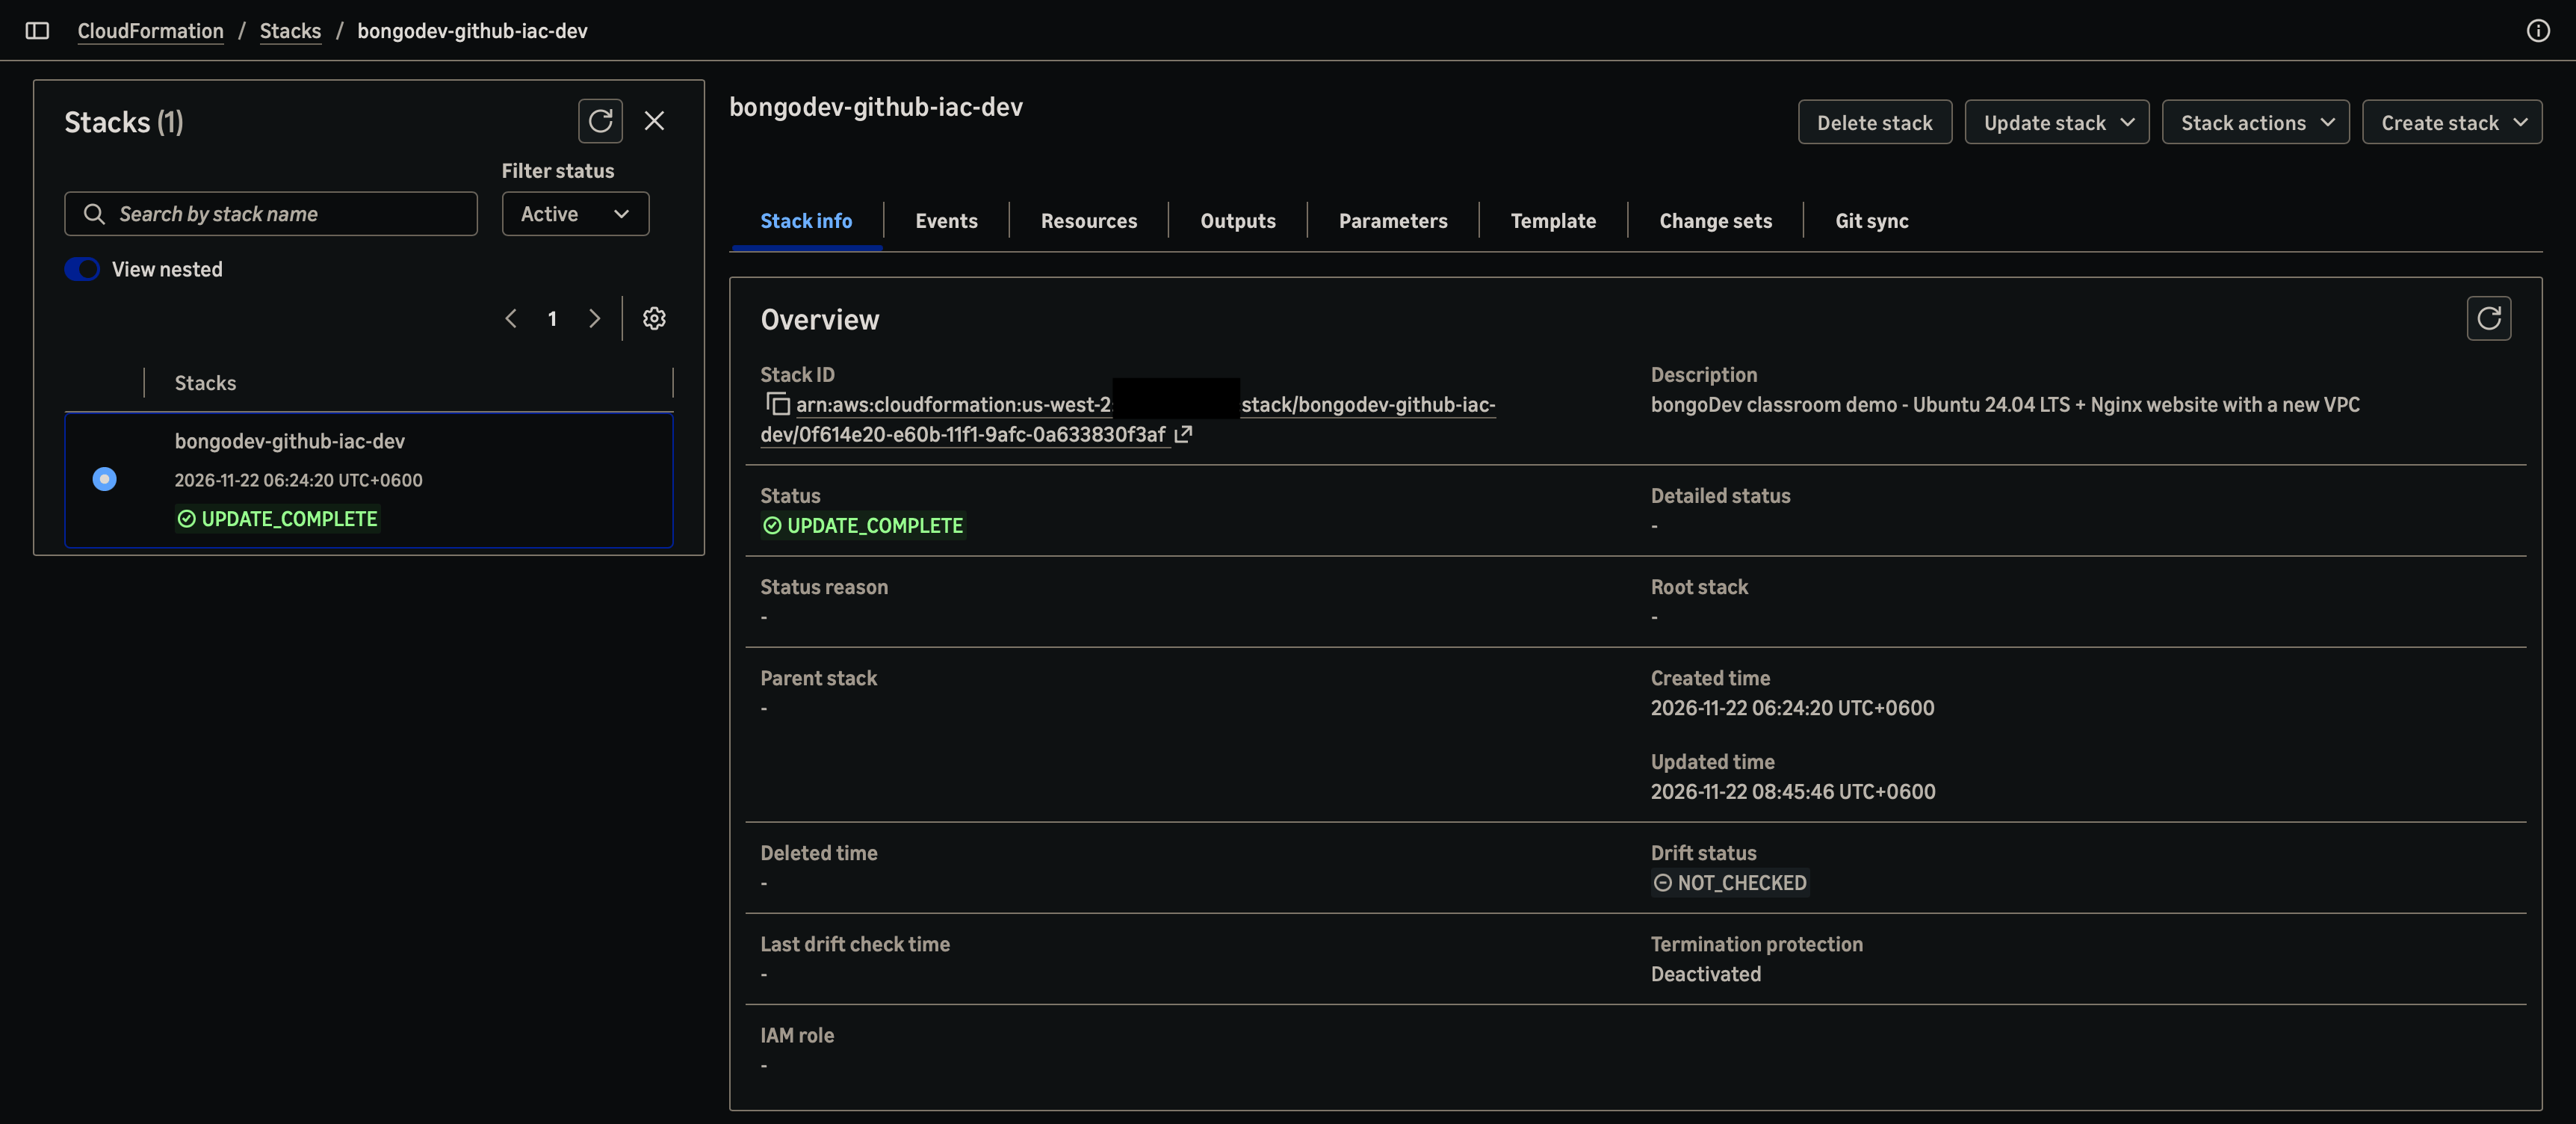 CloudFormation / Stacks / bongodev-github-iac-dev
Stacks (1)
Filter status
Search by stack name
Active
View nested
1
Stacks
bongodev-github-iac-dev
2026-11-22 06:24:20 UTC+0600
UPDATE_COMPLETE
bongodev-github-iac-dev
Delete stack
Update stack
Stack actions
Create stack
Stack info
Events
Resources
Outputs
Parameters
Template
Change sets
Git sync
Overview
Stack ID
arn:aws:cloudformation:us-west-2: stack/bongodev-github-iac-
dev/0f614e20-e60b-11f1-9afc-0a633830f3af
Description
bongoDev classroom demo - Ubuntu 24.04 LTS + Nginx website with a new VPC
Status
UPDATE_COMPLETE
Detailed status
-
Status reason
-
Root stack
-
Parent stack
-
Created time
2026-11-22 06:24:20 UTC+0600
Updated time
2026-11-22 08:45:46 UTC+0600
Deleted time
-
Drift status
NOT_CHECKED
Last drift check time
-
Termination protection
Deactivated
IAM role
-